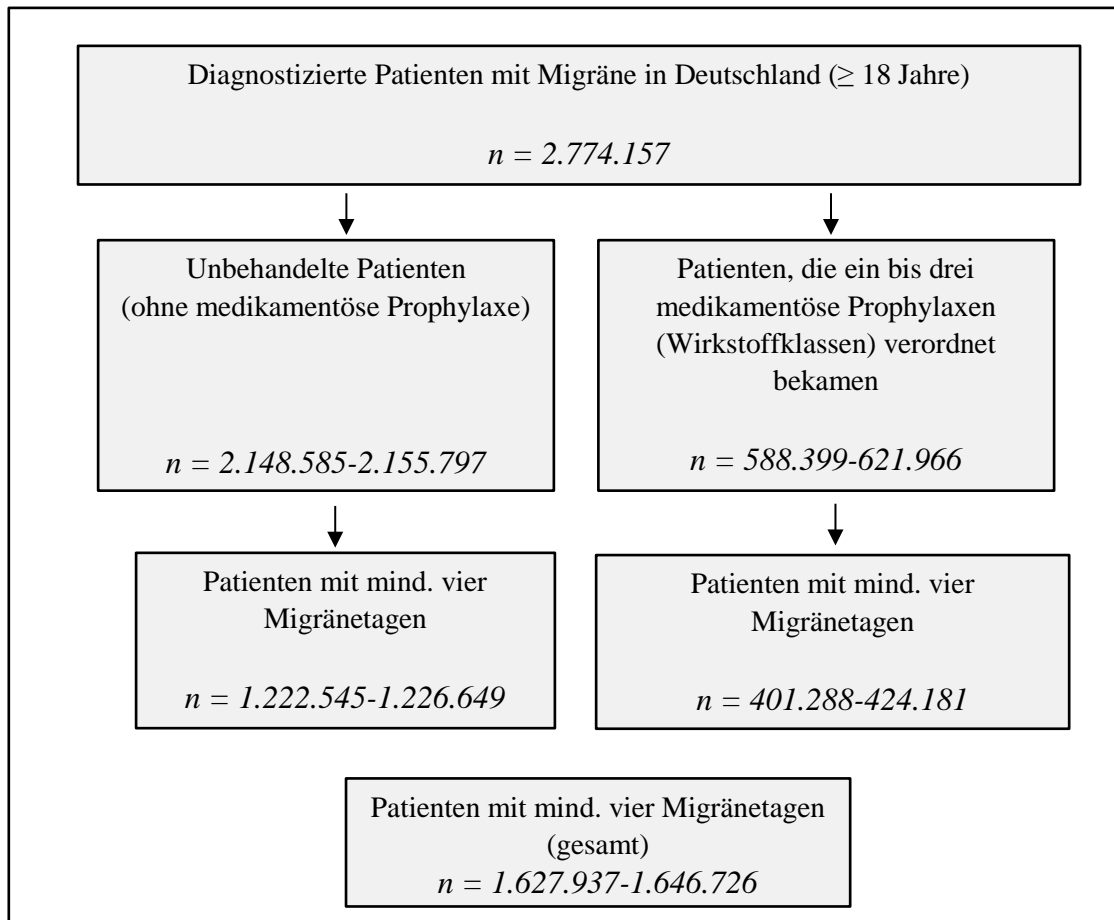 Diagnostizierte Patienten mit Migräne in Deutschland (≥ 18 Jahre)
n = 2.774.157
Unbehandelte Patienten
(ohne medikamentöse Prophylaxe)
n = 2.148.585-2.155.797
Patienten, die ein bis drei
medikamentöse Prophylaxen
(Wirkstoffklassen) verordnet
bekamen
n = 588.399-621.966
Patienten mit mind. vier
Migränetagen
n = 1.222.545-1.226.649
Patienten mit mind. vier
Migränetagen
n = 401.288-424.181
Patienten mit mind. vier Migränetagen
(gesamt)
n = 1.627.937-1.646.726